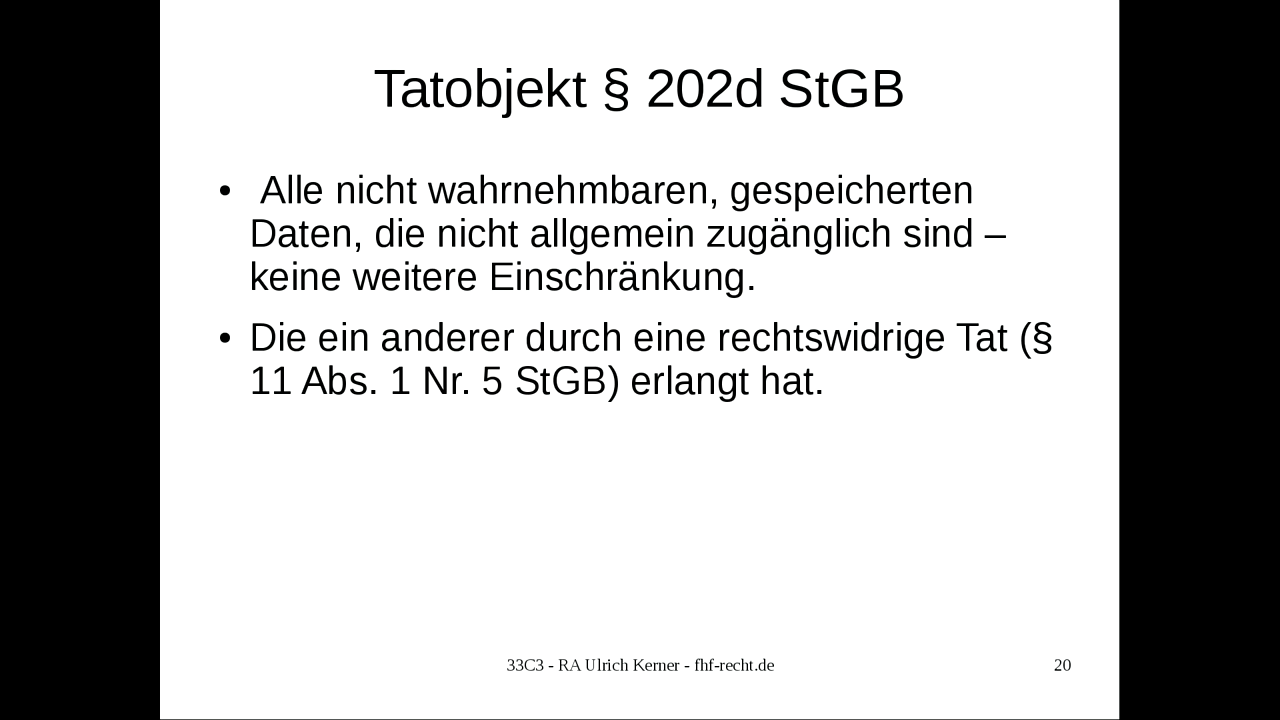 Tatobjekt § 202d StGB
• Alle nicht wahrnehmbaren, gespeicherten
Daten, die nicht allgemein zugänglich sind –
keine weitere Einschränkung.
• Die ein anderer durch eine rechtswidrige Tat (§
11 Abs. 1 Nr. 5 StGB) erlangt hat.
33C3 - RA Ulrich Kerner - fhf-recht.de
20